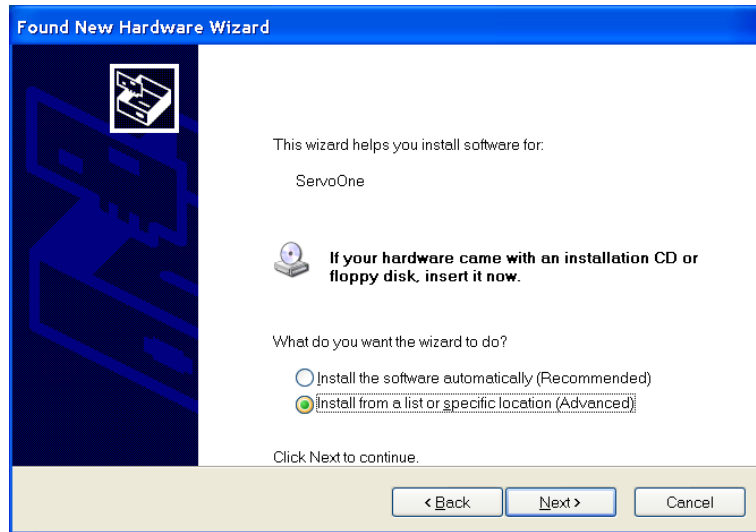 Found New Hardware Wizard
This wizard helps you install software for:
ServoOne
If your hardware came with an installation CD or
floppy disk, insert it now.
What do you want the wizard to do?
Install the software automatically (Recommended)
Install from a list or specific location (Advanced)
Click Next to continue.
< Back Next > Cancel